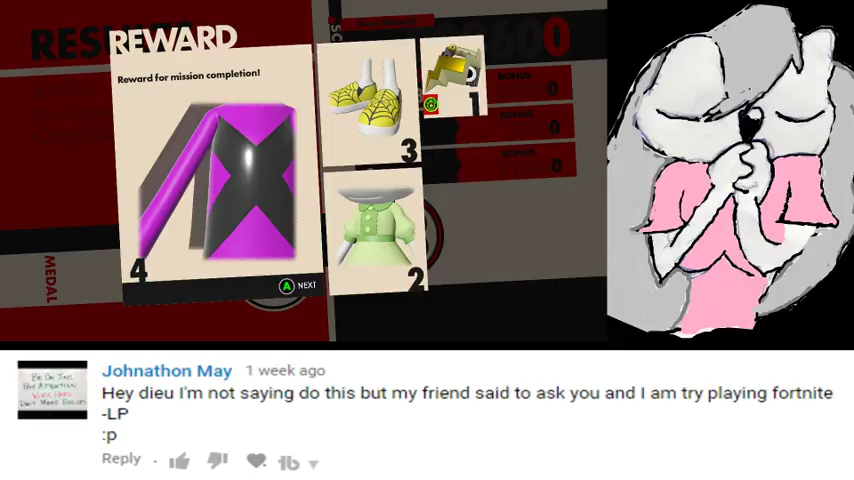 REWARD
Reward for mission completion!
4
A NEXT
3
2
1
BONUS
0
BONUS
0
BONUS
0
600
MEDAL
Johnathon May 1 week ago
Hey dieu I'm not saying do this but my friend said to ask you and I am try playing fortnite
-LP
:p
Reply